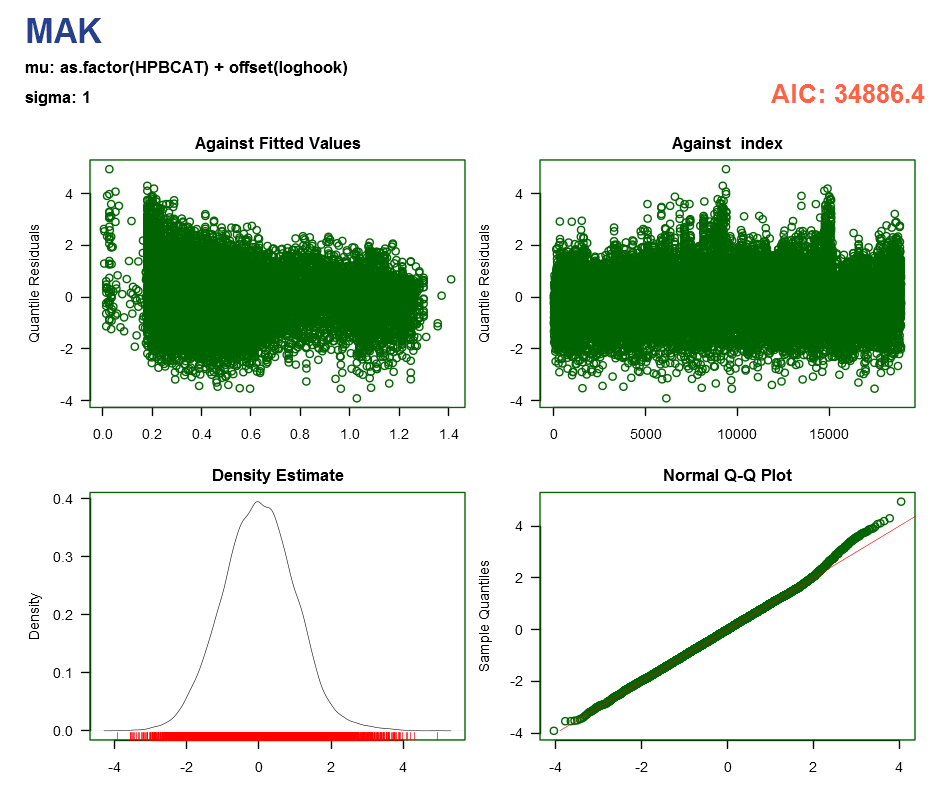 MAK
mu: as.factor(HPBCAT) + offset(loghook)
sigma: 1
AIC: 34886.4
Against Fitted Values
Quantile Residuals
4
2
0
-2
-4
0.0 0.2 0.4 0.6 0.8 1.0 1.2 1.4
Against  index
Quantile Residuals
4
2
0
-2
-4
0 5000 10000 15000
Density Estimate
Density
0.4
0.3
0.2
0.1
0.0
-4 -2 0 2 4
Normal Q-Q Plot
Sample Quantiles
4
2
0
-2
-4
-4 -2 0 2 4